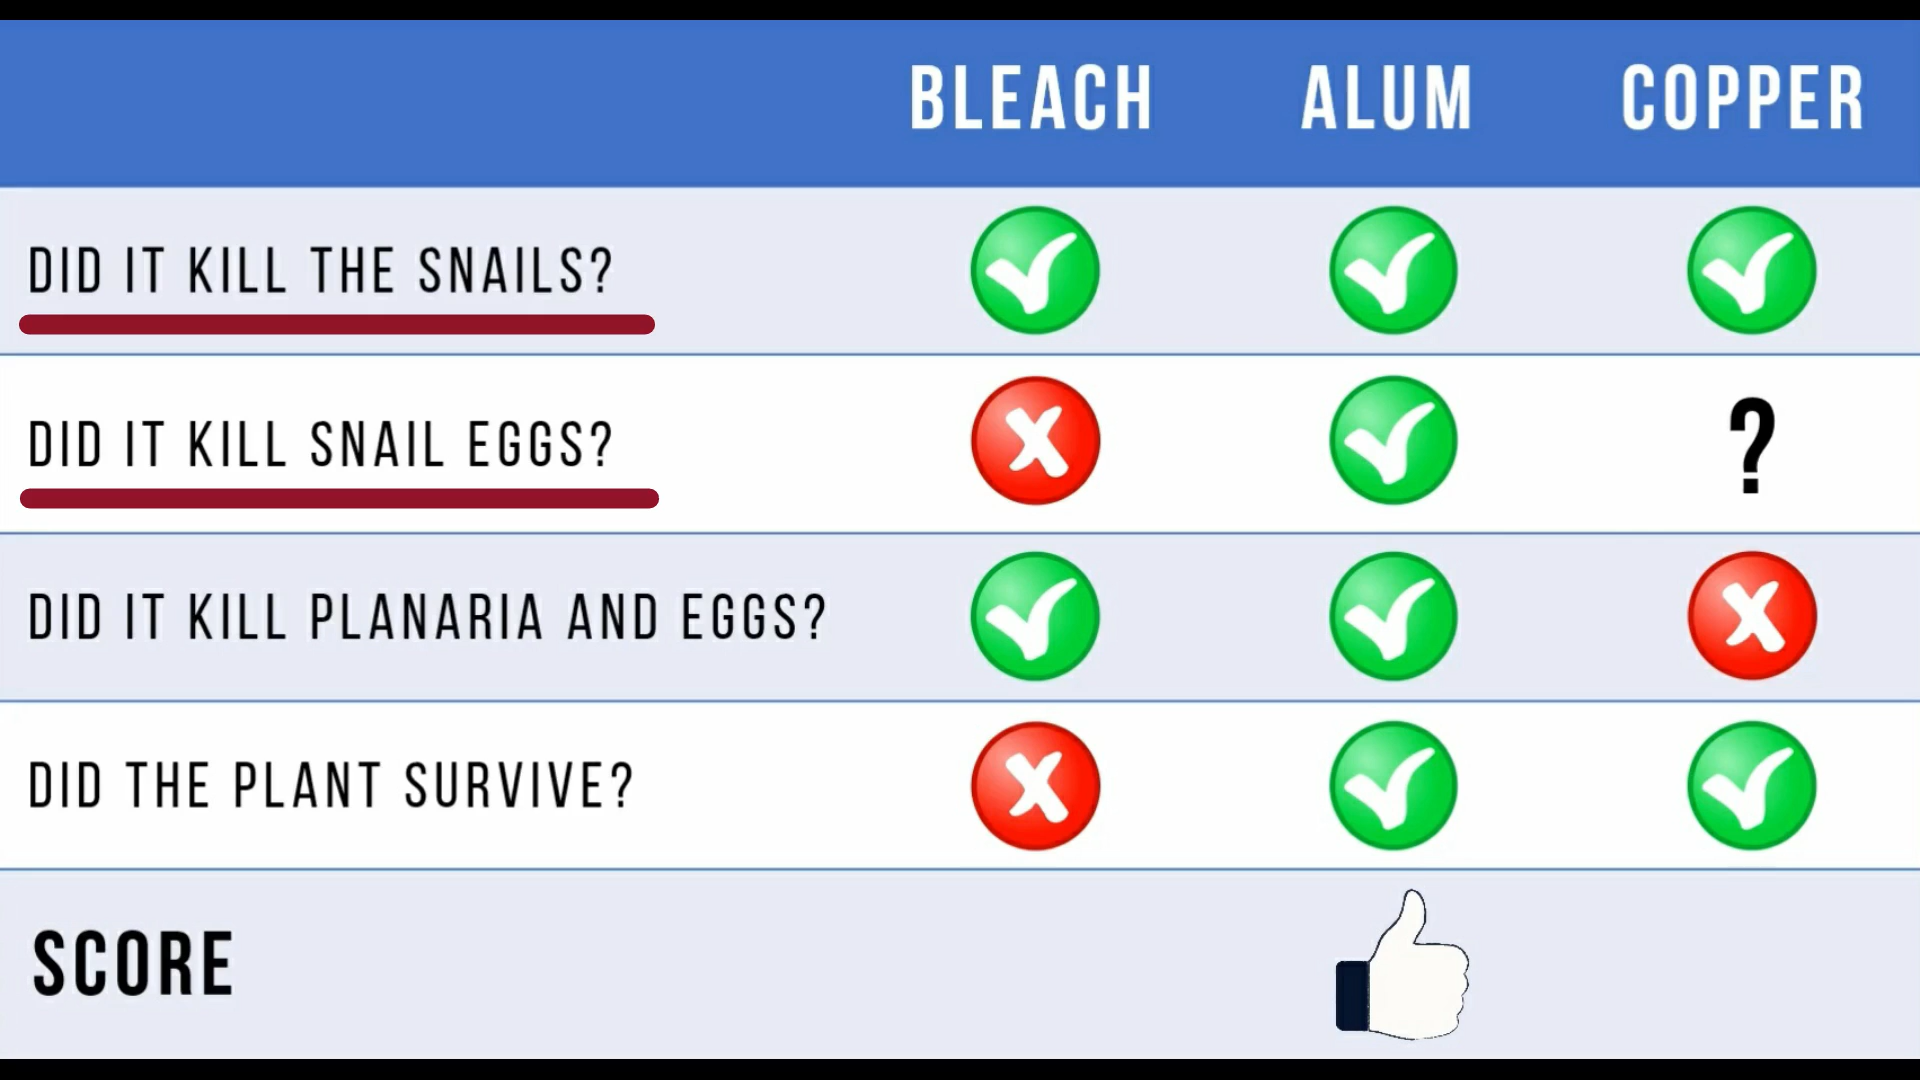 BLEACH ALUM COPPER
DID IT KILL THE SNAILS?
DID IT KILL SNAIL EGGS? ?
DID IT KILL PLANARIA AND EGGS?
DID THE PLANT SURVIVE?
SCORE